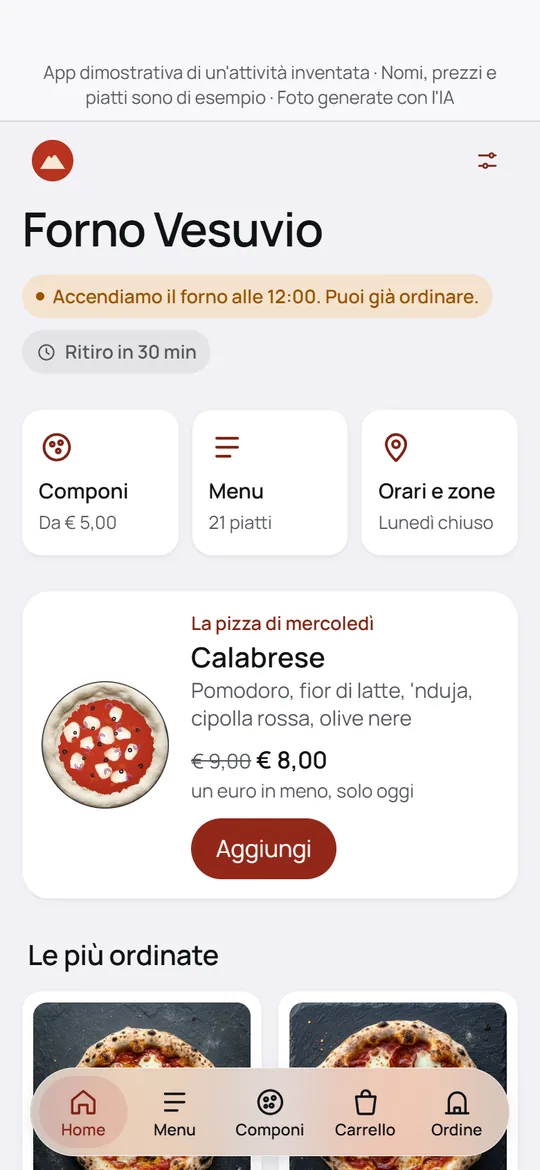 App dimostrativa di un'attività inventata · Nomi, prezzi e
piatti sono di esempio · Foto generate con l'IA
Forno Vesuvio
Accendiamo il forno alle 12:00. Puoi già ordinare.
Ritiro in 30 min
Componi
Da € 5,00
Menu
21 piatti
Orari e zone
Lunedì chiuso
La pizza di mercoledì
Calabrese
Pomodoro, fior di latte, 'nduja,
cipolla rossa, olive nere
€ 9,00 € 8,00
un euro in meno, solo oggi
Aggiungi
Le più ordinate
Home
Menu
Componi
Carrello
Ordine